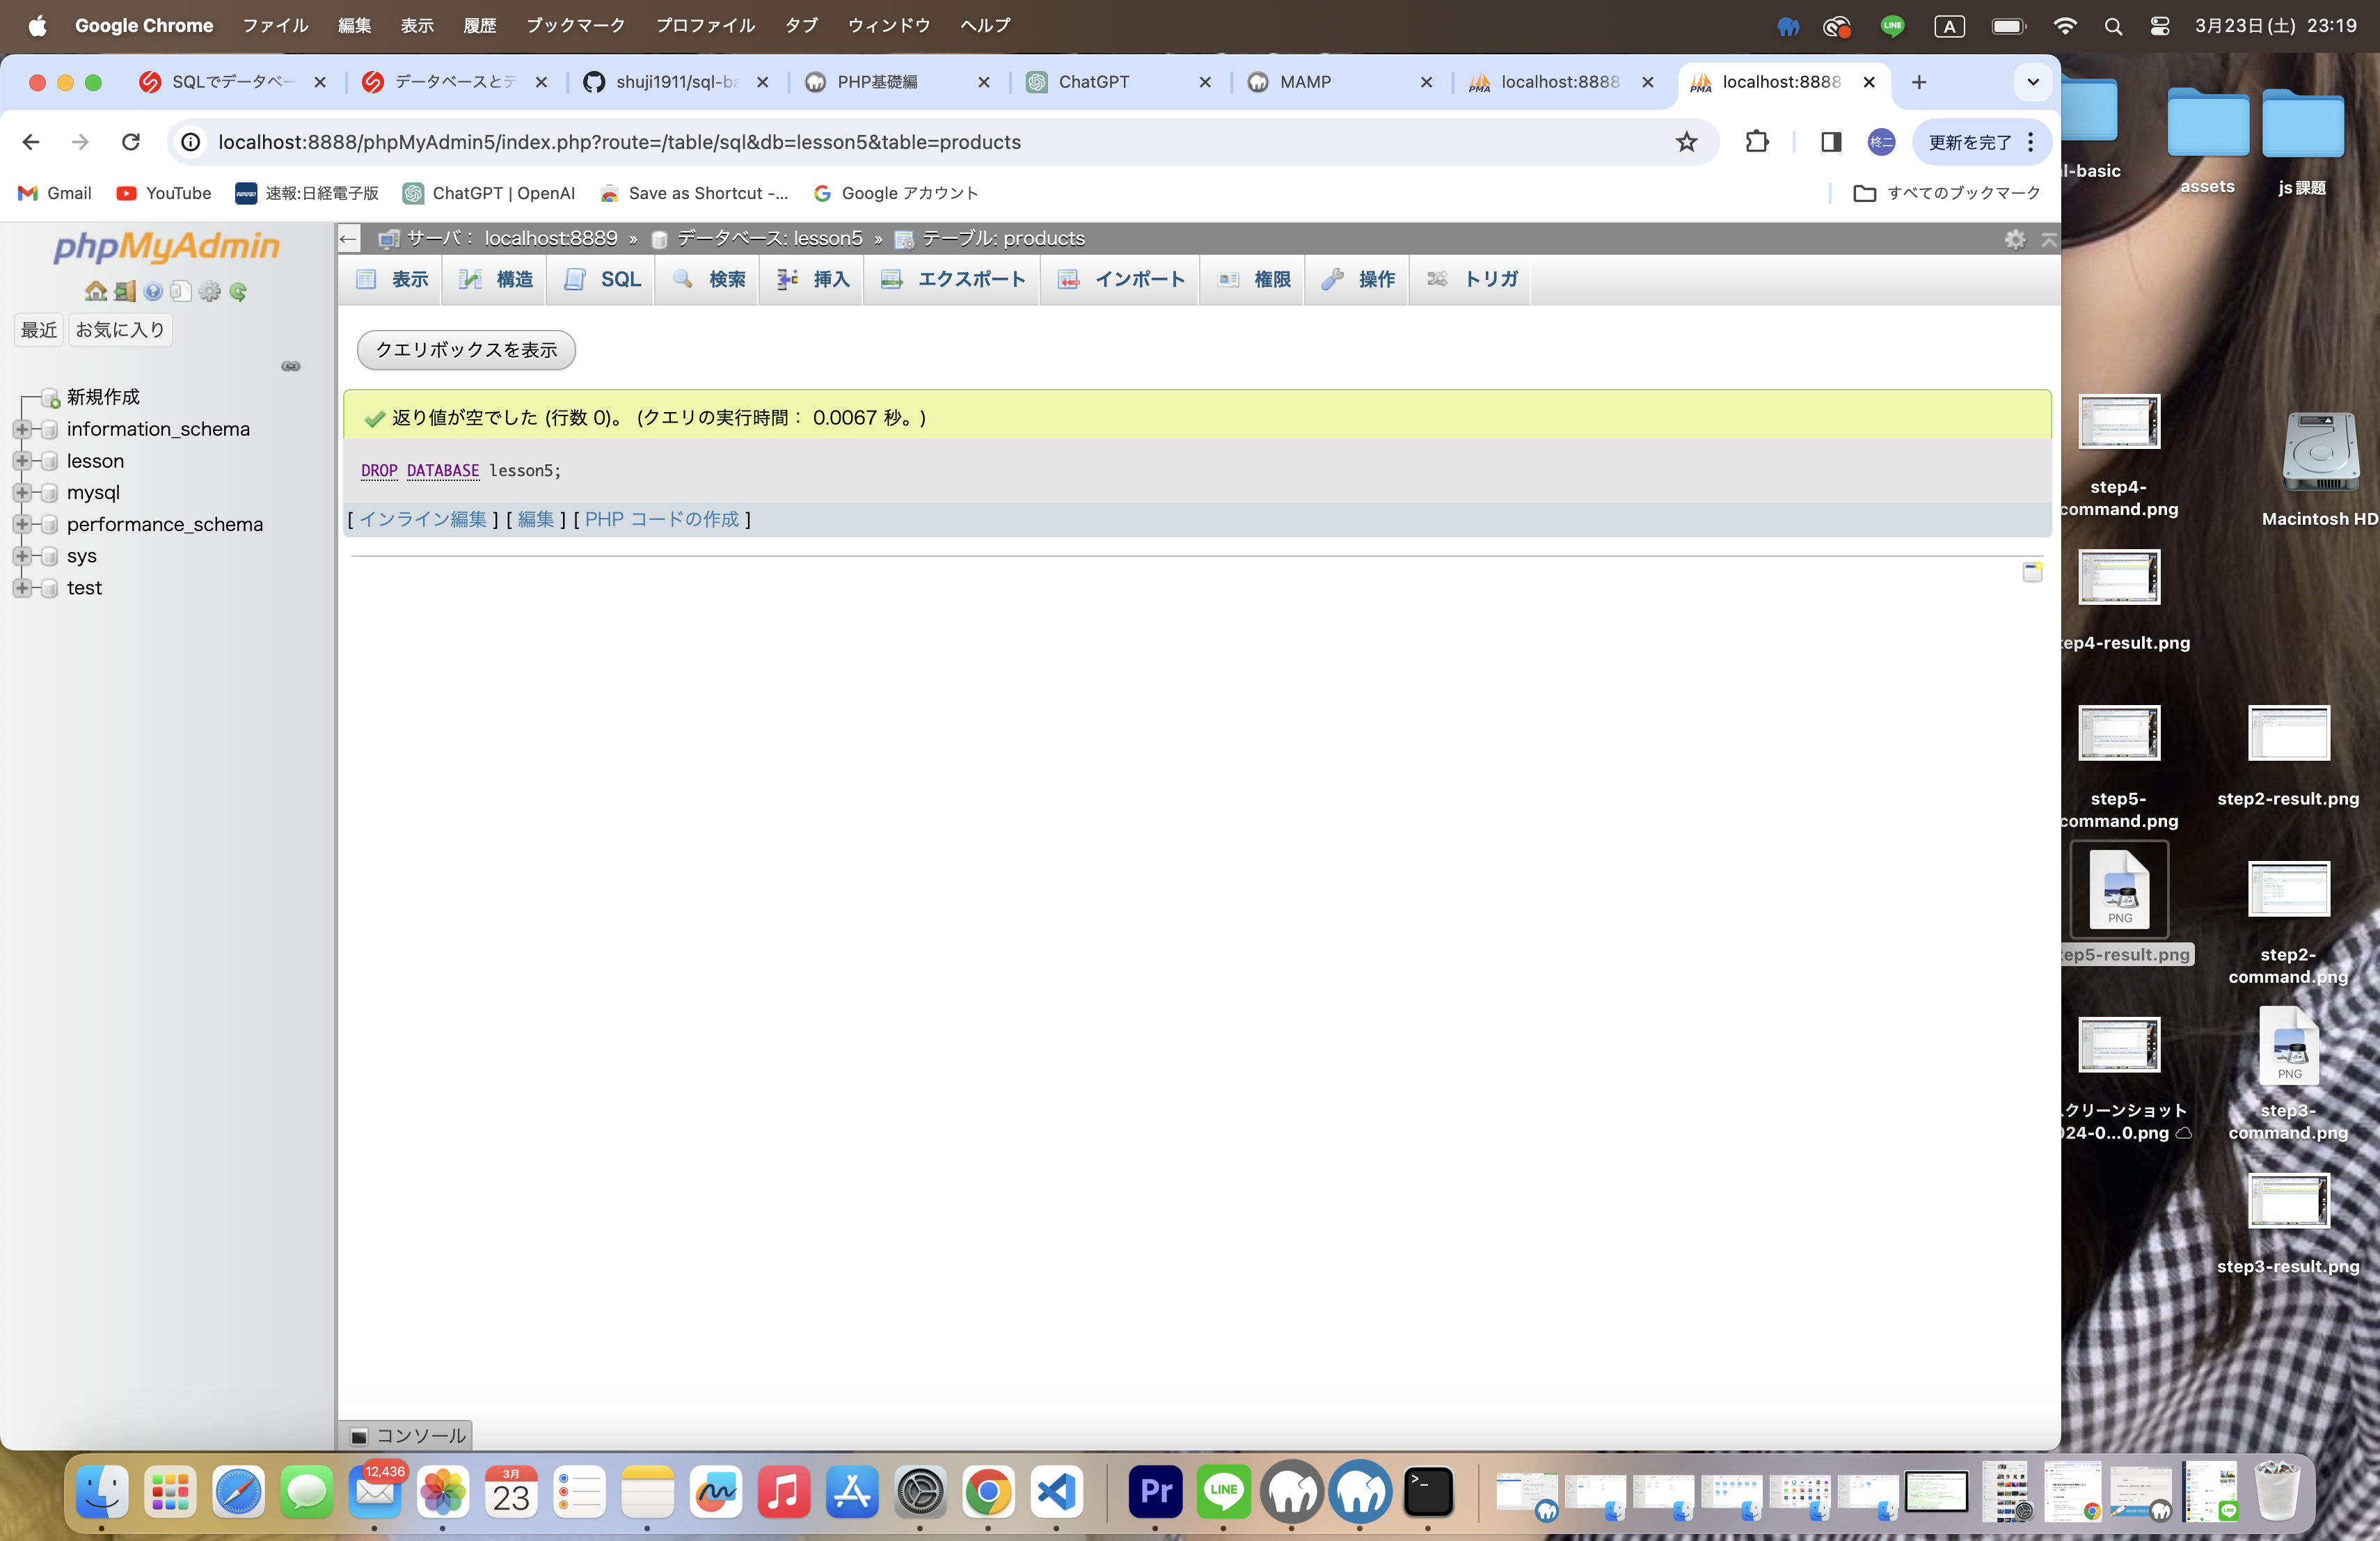 Google Chrome ファイル 編集 表示 履歴 ブックマーク プロファイル タブ ウィンドウ ヘルプ LINE A 3月23日(土) 23:19
SQLでデータベー データベースとデ shuji1911/sql-ba PHP基礎編 ChatGPT MAMP PMA localhost:8888 PMA localhost:8888
localhost:8888/phpMyAdmin5/index.php?route=/table/sql&db=lesson5&table=products 柊二 更新を完了
Gmail YouTube 速報:日経電子版 ChatGPT | OpenAI Save as Shortcut -... Google アカウント すべてのブックマーク
phpMyAdmin
最近 お気に入り
新規作成
information_schema
lesson
mysql
performance_schema
sys
test
サーバ: localhost:8889 » データベース: lesson5 » テーブル: products
表示 構造 SQL 検索 挿入 エクスポート インポート 権限 操作 トリガ
クエリボックスを表示
返り値が空でした (行数 0)。 (クエリの実行時間: 0.0067 秒。)
DROP DATABASE lesson5;
[ インライン編集 ] [ 編集 ] [ PHP コードの作成 ]
コンソール
l-basic
assets
js課題
step4-
command.png
Macintosh HD
tep4-result.png
step5-
command.png
step2-result.png
PNG
tep5-result.png
step2-
command.png
クリーンショット
024-0...0.png
PNG
step3-
command.png
step3-result.png
12,436
3月
23
Pr
LINE